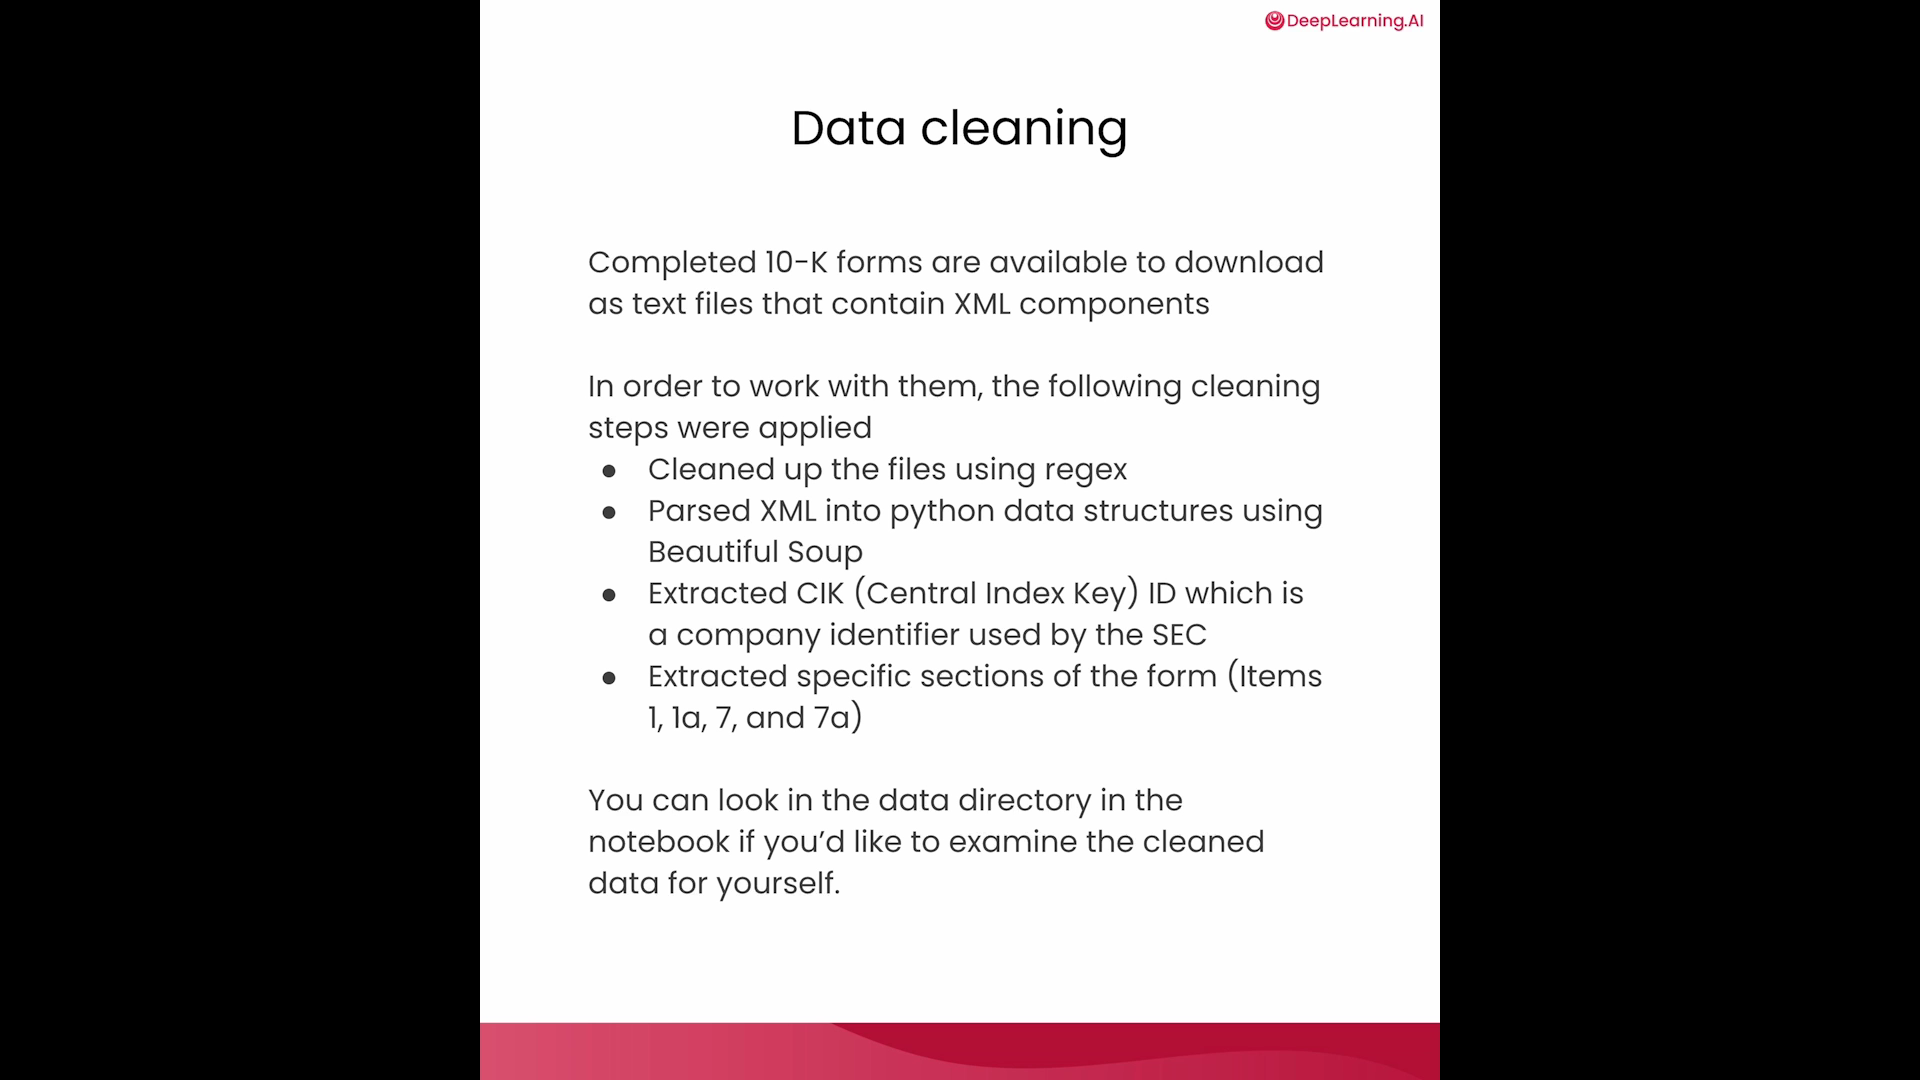 DeepLearning.AI
Data cleaning
Completed 10-K forms are available to download
as text files that contain XML components
In order to work with them, the following cleaning
steps were applied
● Cleaned up the files using regex
● Parsed XML into python data structures using
Beautiful Soup
● Extracted CIK (Central Index Key) ID which is
a company identifier used by the SEC
● Extracted specific sections of the form (Items
1, 1a, 7, and 7a)
You can look in the data directory in the
notebook if you’d like to examine the cleaned
data for yourself.